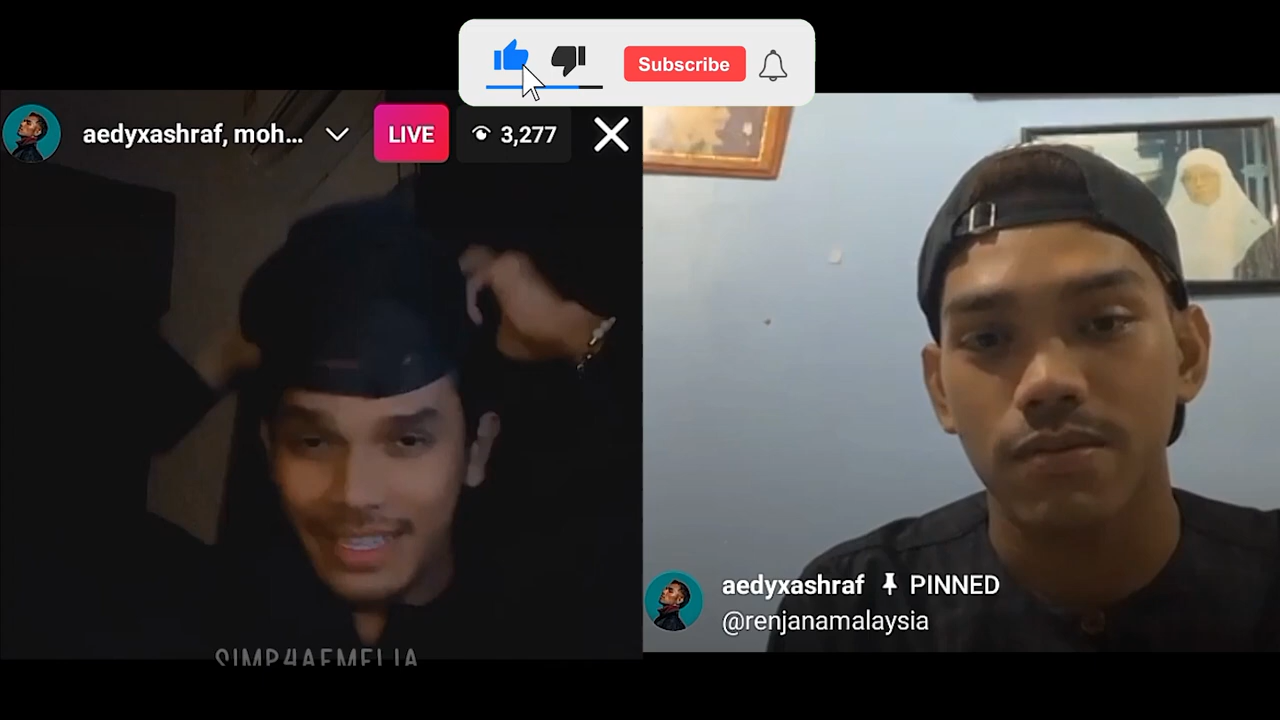 Subscribe
aedyxashraf, moh...
LIVE
3,277
aedyxashraf PINNED
@renjanamalaysia
SIMP4AEMELIA